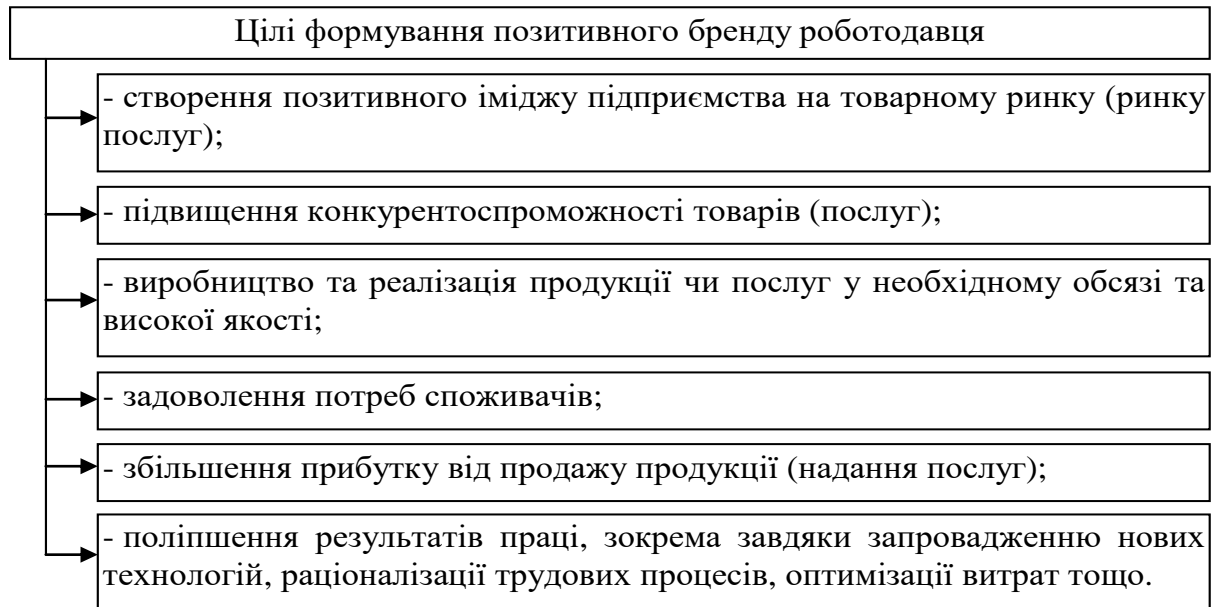 Цілі формування позитивного бренду роботодавця
- створення позитивного іміджу підприємства на товарному ринку (ринку
послуг);
- підвищення конкурентоспроможності товарів (послуг);
- виробництво та реалізація продукції чи послуг у необхідному обсязі та
високої якості;
- задоволення потреб споживачів;
- збільшення прибутку від продажу продукції (надання послуг);
- поліпшення результатів праці, зокрема завдяки запровадженню нових
технологій, раціоналізації трудових процесів, оптимізації витрат тощо.